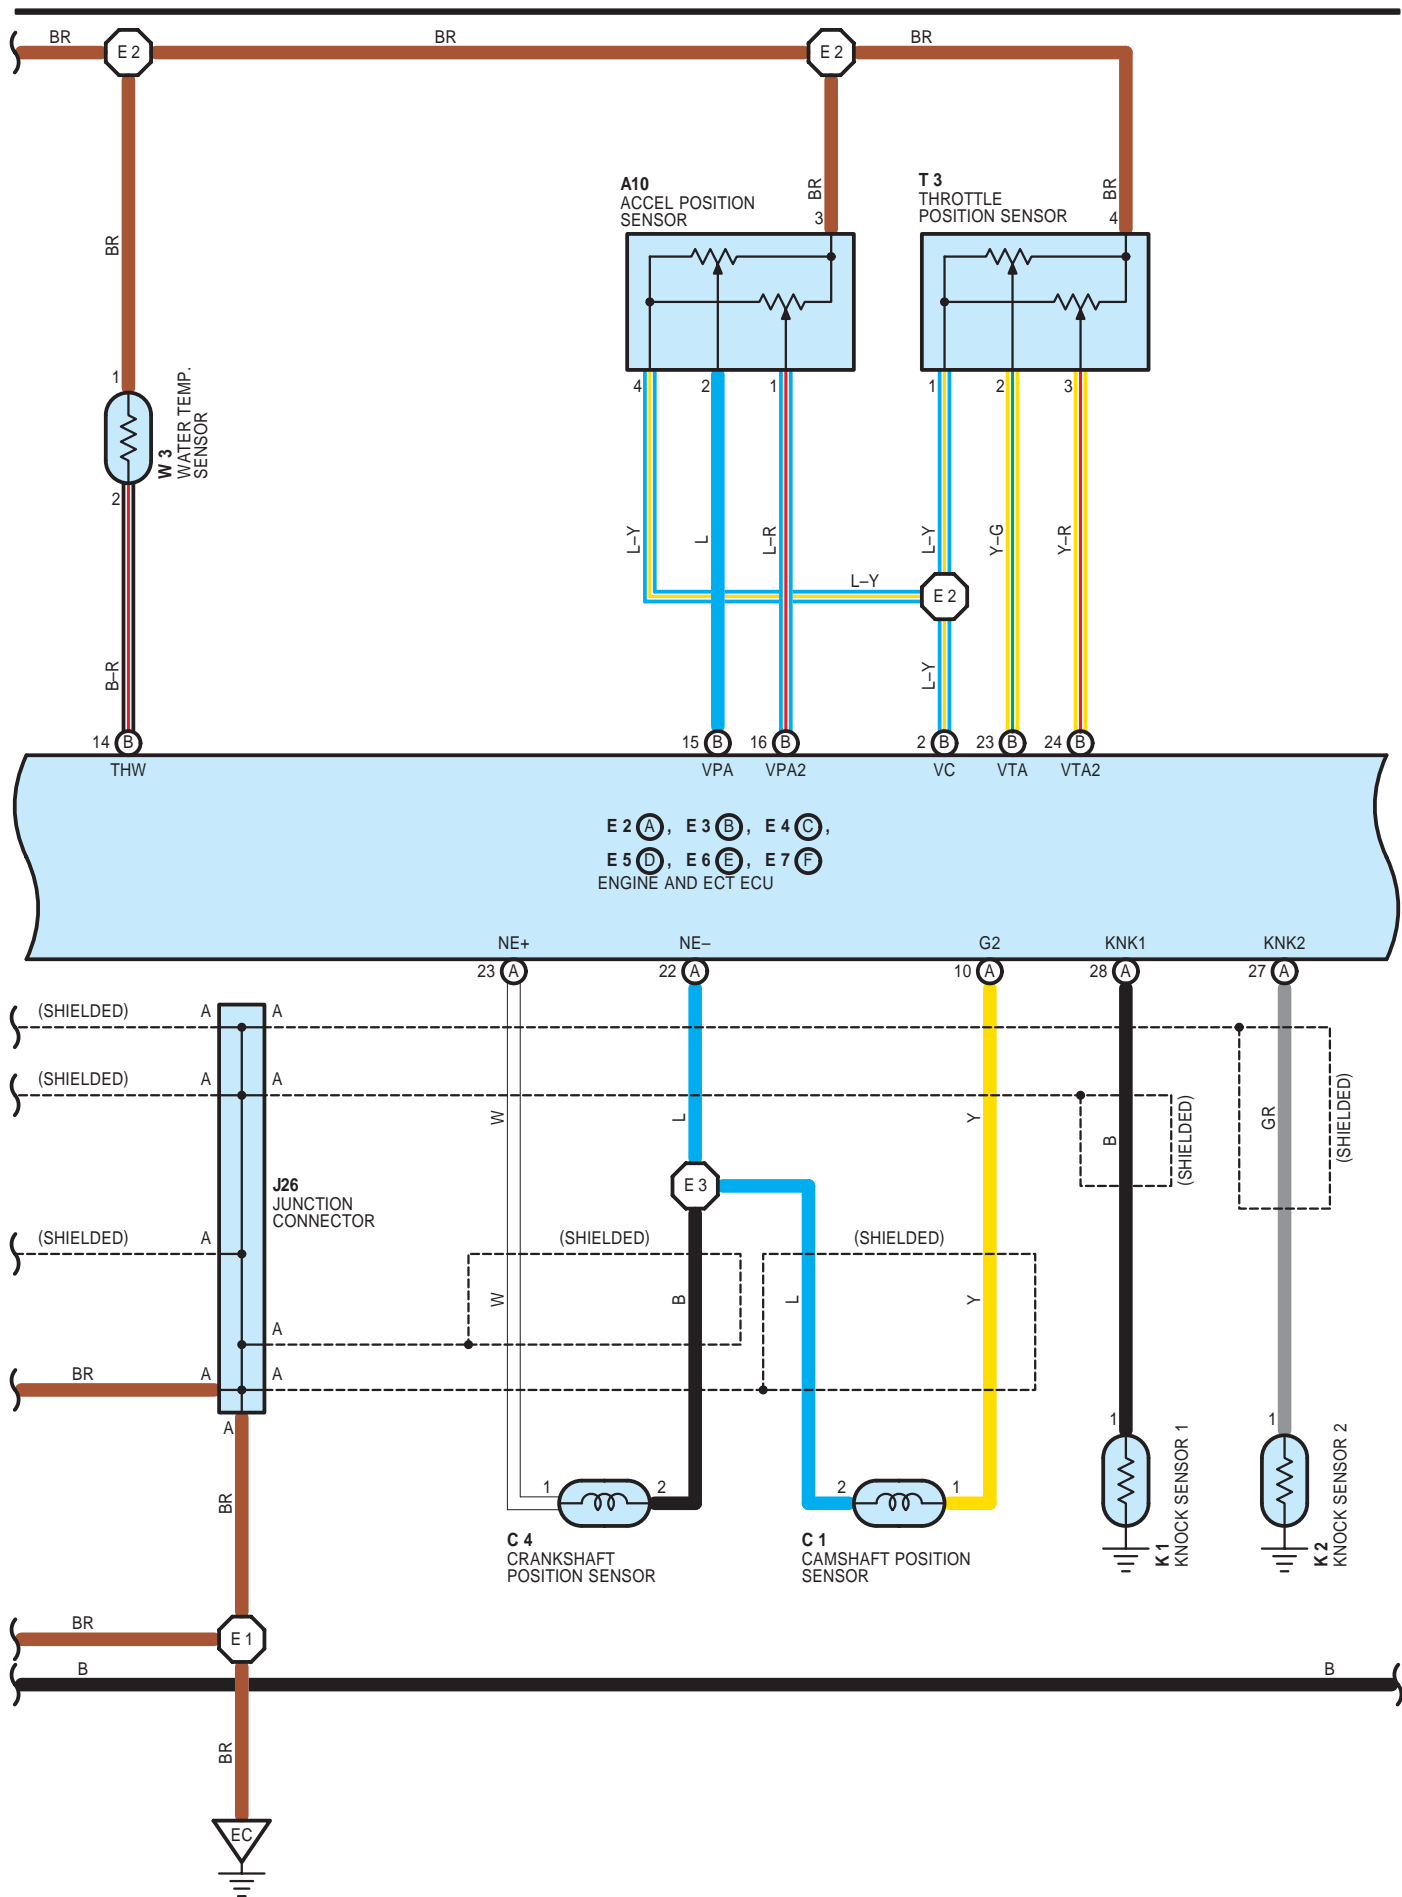 BR
E 2
BR
E 2
BR
BR
BR
BR
A10
ACCEL POSITION
SENSOR
3
T 3
THROTTLE
POSITION SENSOR
4
1
W 3
WATER TEMP.
SENSOR
2
4
2
1
1
2
3
L–Y
L
L–R
L–Y
Y–G
Y–R
L–Y
E 2
B–R
L–Y
14 B
15 B
16 B
2 B
23 B
24 B
THW
VPA
VPA2
VC
VTA
VTA2
E 2 A , E 3 B , E 4 C ,
E 5 D , E 6 E , E 7 F
ENGINE AND ECT ECU
NE+
NE–
G2
KNK1
KNK2
23 A
22 A
10 A
28 A
27 A
(SHIELDED)
A
A
(SHIELDED)
A
A
W
L
Y
B
(SHIELDED)
GR
(SHIELDED)
J26
JUNCTION
CONNECTOR
E 3
(SHIELDED)
A
(SHIELDED)
(SHIELDED)
W
B
L
Y
A
BR
A
A
A
1
1
K 1
KNOCK SENSOR 1
K 2
KNOCK SENSOR 2
BR
1
2
2
1
C 4
CRANKSHAFT
POSITION SENSOR
C 1
CAMSHAFT POSITION
SENSOR
BR
E 1
B
B
BR
EC